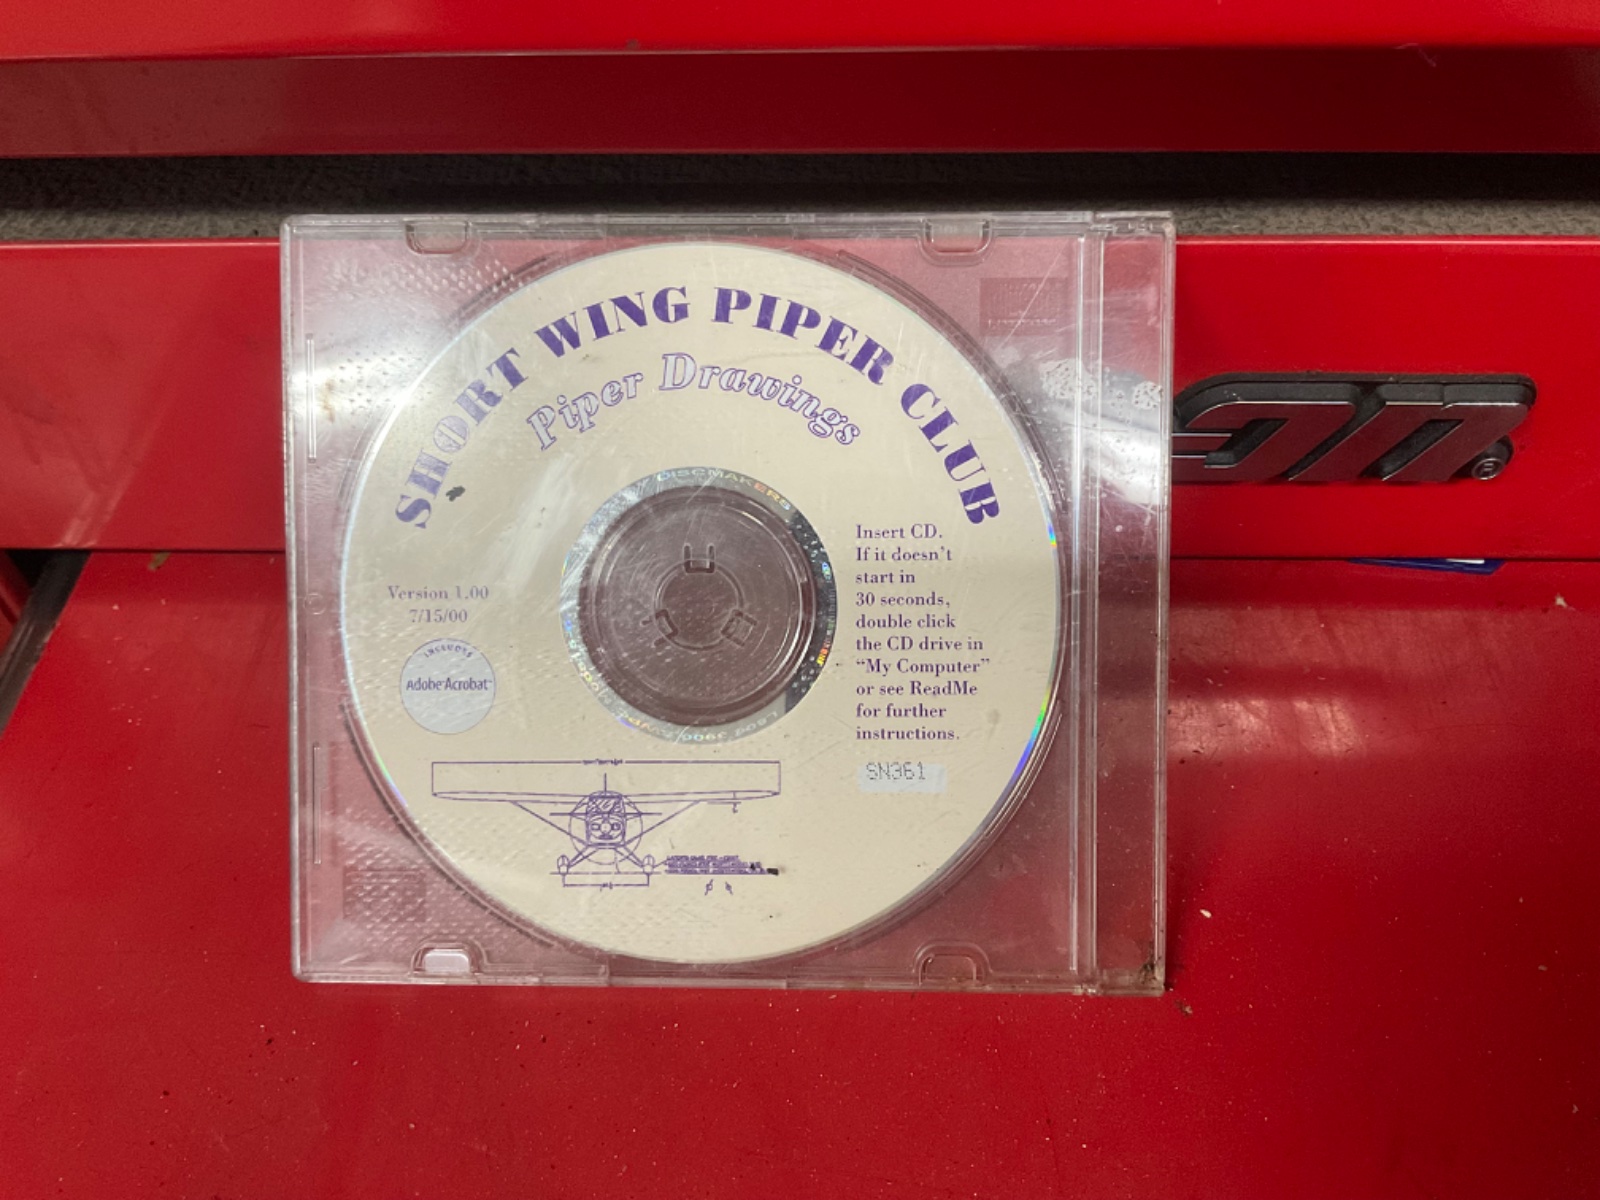 SHORT WING PIPER CLUB
Piper Drawings
DISCMAKERS
Insert CD.
If it doesn't
start in
30 seconds,
double click
the CD drive in
“My Computer”
or see ReadMe
for further
instructions.
SN361
Version 1.00
7/15/00
INCLUDES
Adobe Acrobat
on
®